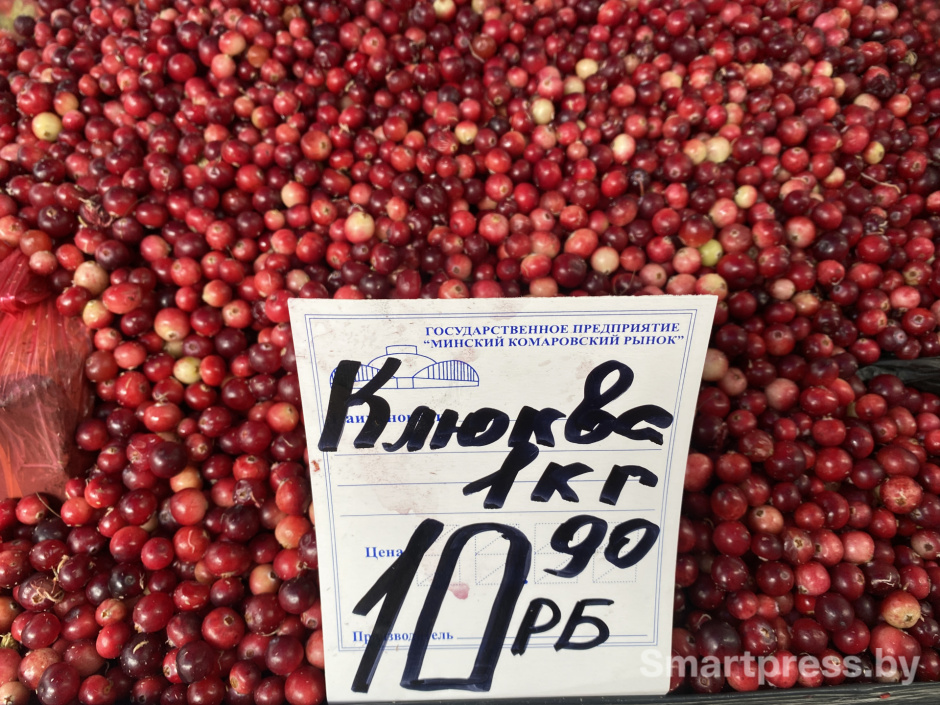 ГОСУДАРСТВЕННОЕ ПРЕДПРИЯТИЕ
“МИНСКИЙ КОМАРОВСКИЙ РЫНОК”
Клюква
1кг
Цена
10 90
РБ
Производитель
Smartpress.by